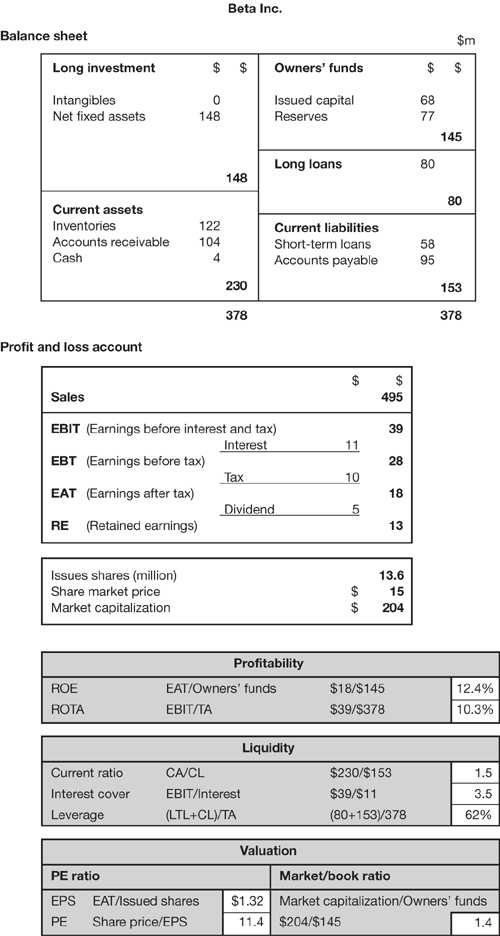 Beta Inc.
Balance sheet
$m
Long investment $ $ Owners' funds $ $
Intangibles 0 Issued capital 68
Net fixed assets 148 Reserves 77
145
Long loans 80
148
80
Current assets
Inventories 122 Current liabilities
Accounts receivable 104 Short-term loans 58
Cash 4 Accounts payable 95
230 153
378 378
Profit and loss account
$ $
Sales 495
EBIT (Earnings before interest and tax) 39
Interest 11
EBT (Earnings before tax) 28
Tax 10
EAT (Earnings after tax) 18
Dividend 5
RE (Retained earnings) 13
Issues shares (million) 13.6
Share market price $ 15
Market capitalization $ 204
Profitability
ROE EAT/Owners' funds $18/$145 12.4%
ROTA EBIT/TA $39/$378 10.3%
Liquidity
Current ratio CA/CL $230/$153 1.5
Interest cover EBIT/Interest $39/$11 3.5
Leverage (LTL+CL)/TA (80+153)/378 62%
Valuation
PE ratio Market/book ratio
EPS EAT/Issued shares $1.32 Market capitalization/Owners' funds
PE Share price/EPS 11.4 $204/$145 1.4